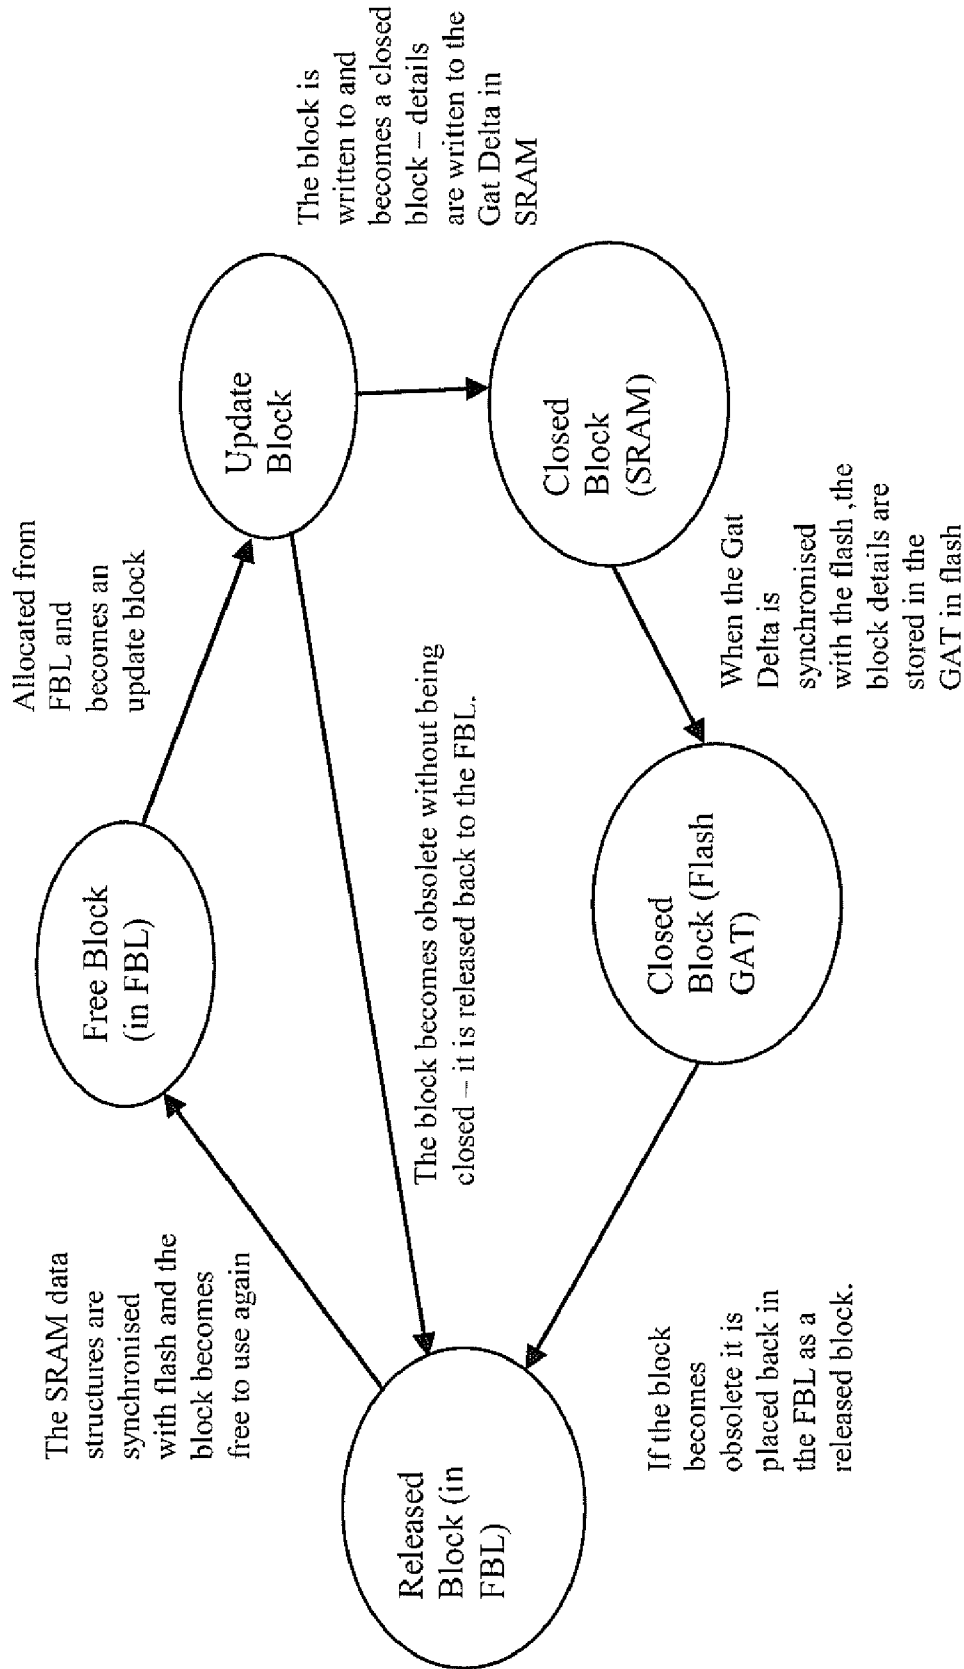 The SRAM data
structures are
synchronised
with flash and the
block becomes
free to use again
Free Block
(in FBL)
Allocated from
FBL and
becomes an
update block
Update
Block
The block is
written to and
becomes a closed
block – details
are written to the
Gat Delta in
SRAM
Released
Block (in
FBL)
The block becomes obsolete without being
closed – it is released back to the FBL.
Closed
Block
(SRAM)
If the block
becomes
obsolete it is
placed back in
the FBL as a
released block.
Closed
Block (Flash
GAT)
When the Gat
Delta is
synchronised
with the flash ,the
block details are
stored in the
GAT in flash